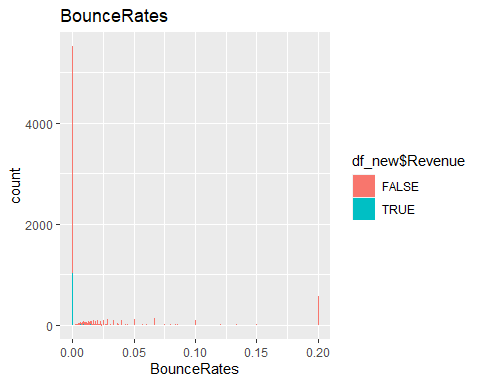 BounceRates
4000
2000
0
count
0.00 0.05 0.10 0.15 0.20
BounceRates
df_new$Revenue
FALSE
TRUE